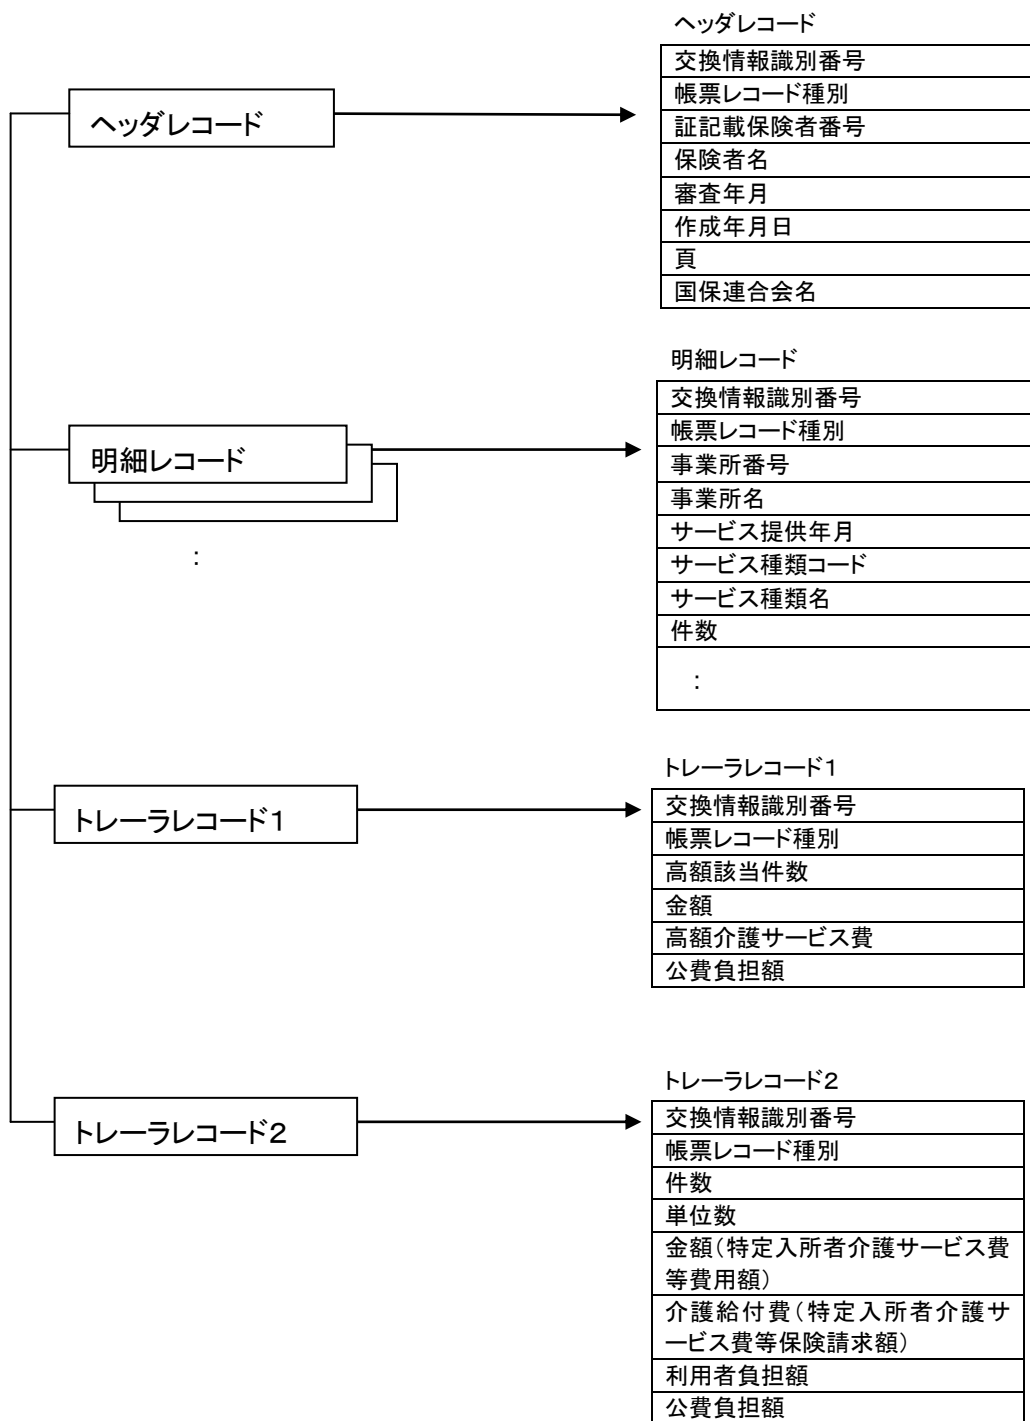 ヘッダレコード
ヘッダレコード
交換情報識別番号
帳票レコード種別
証記載保険者番号
保険者名
審査年月
作成年月日
頁
国保連合会名
明細レコード
:
明細レコード
交換情報識別番号
帳票レコード種別
事業所番号
事業所名
サービス提供年月
サービス種類コード
サービス種類名
件数
:
トレーラレコード1
トレーラレコード1
交換情報識別番号
帳票レコード種別
高額該当件数
金額
高額介護サービス費
公費負担額
トレーラレコード2
トレーラレコード2
交換情報識別番号
帳票レコード種別
件数
単位数
金額(特定入所者介護サービス費
等費用額)
介護給付費(特定入所者介護サ
ービス費等保険請求額)
利用者負担額
公費負担額